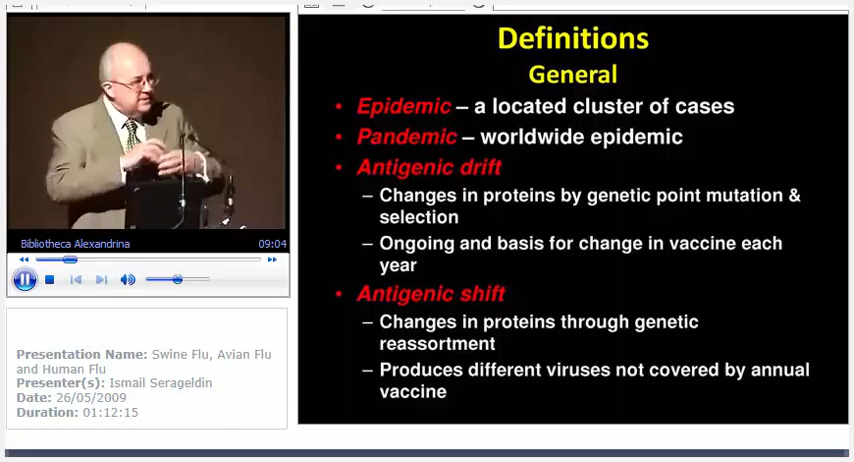 Bibliotheca Alexandrina 09:04
Presentation Name: Swine Flu, Avian Flu
and Human Flu
Presenter(s): Ismail Serageldin
Date: 26/05/2009
Duration: 01:12:15
Definitions
General
• Epidemic – a located cluster of cases
• Pandemic – worldwide epidemic
• Antigenic drift
– Changes in proteins by genetic point mutation &
selection
– Ongoing and basis for change in vaccine each
year
• Antigenic shift
– Changes in proteins through genetic
reassortment
– Produces different viruses not covered by annual
vaccine